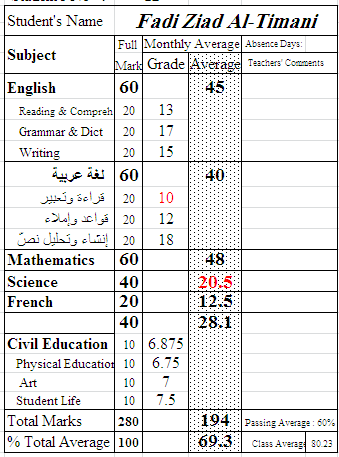 Student's Name Fadi Ziad Al-Timani
Subject Full Mark Monthly Average Absence Days:
Grade Average Teachers' Comments
English 60 45
Reading & Compreh 20 13
Grammar & Dict 20 17
Writing 20 15
لغة عربية 60 40
قراءة وتعبير 20 10
قواعد وإملاء 20 12
إنشاء وتحليل نصّ 20 18
Mathematics 60 48
Science 40 20.5
French 20 12.5
40 28.1
Civil Education 10 6.875
Physical Education 10 6.75
Art 10 7
Student Life 10 7.5
Total Marks 280 194 Passing Average : 60%
% Total Average 100 69.3 Class Average 80.23